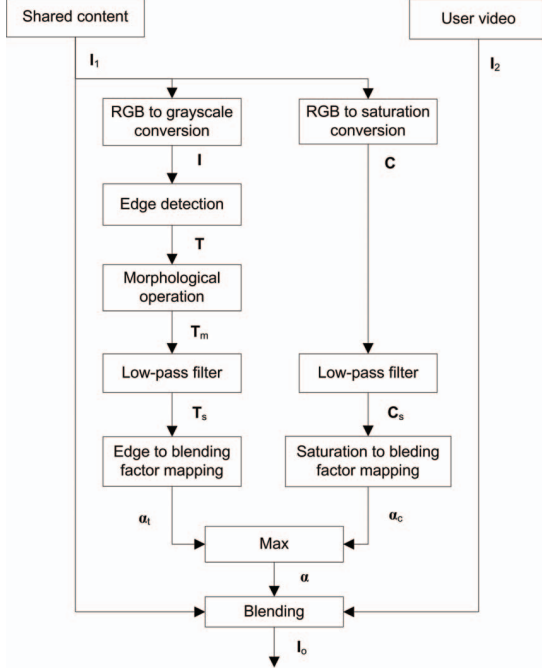 Shared content
User video
I₁
I₂
RGB to grayscale
conversion
RGB to saturation
conversion
I
C
Edge detection
T
Morphological
operation
Tₘ
Low-pass filter
Low-pass filter
Tₛ
Cₛ
Edge to blending
factor mapping
Saturation to bleding
factor mapping
αₜ
α꜀
Max
α
Blending
Iₒ